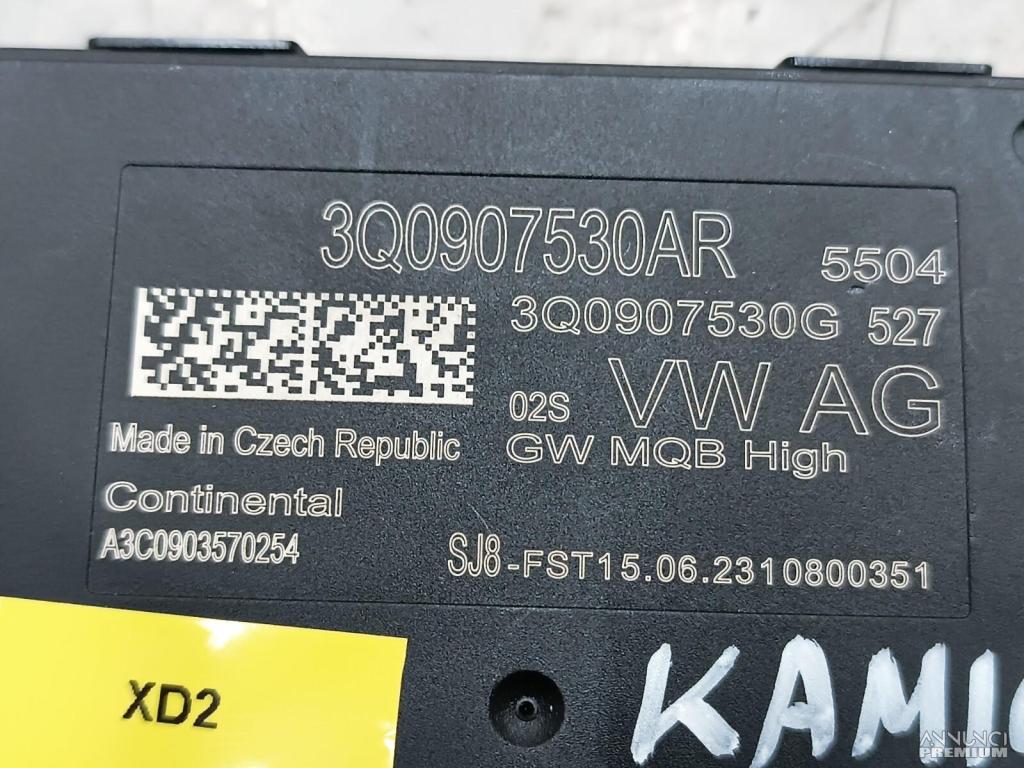 3Q0907530AR 5504
3Q0907530G 527
02S VW AG
Made in Czech Republic GW MQB High
Continental
A3C0903570254 SJ8-FST15.06.2310800351
XD2
KAMI
ANNUNCI
PREMIUM